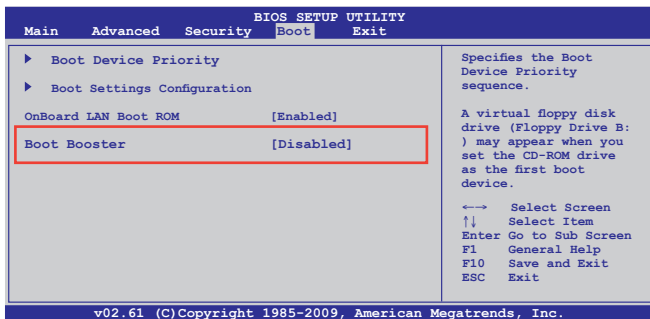 BIOS SETUP UTILITY
Main Advanced Security Boot Exit
Boot Device Priority
Boot Settings Configuration
OnBoard LAN Boot ROM [Enabled]
Boot Booster [Disabled]
Specifies the Boot
Device Priority
sequence.
A virtual floppy disk
drive (Floppy Drive B:
) may appear when you
set the CD-ROM drive
as the first boot
device.
←→ Select Screen
↑↓ Select Item
Enter Go to Sub Screen
F1 General Help
F10 Save and Exit
ESC Exit
v02.61 (C)Copyright 1985-2009, American Megatrends, Inc.